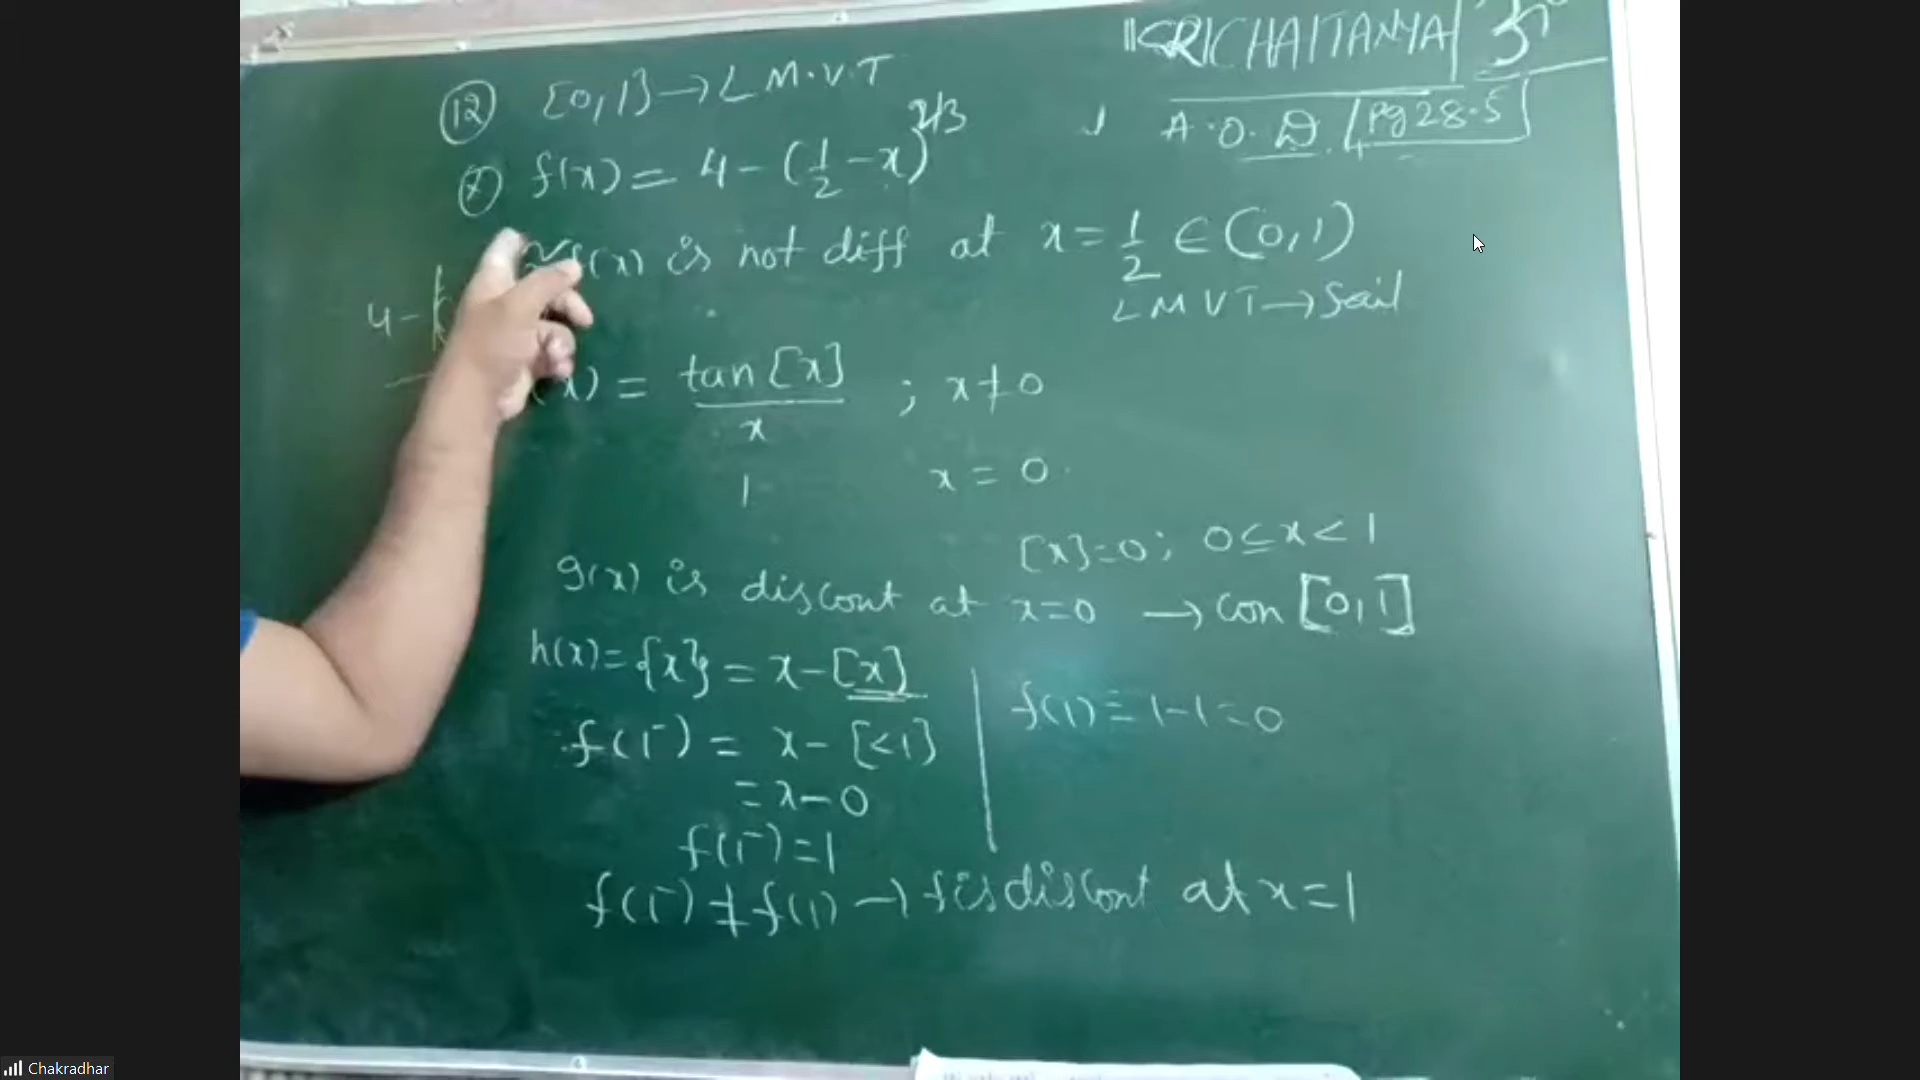 SRICHAITANYA
A.O.D. Pg 28.5
12 [0,1] → LM.V.T
f(x) = 4 - (1/2 - x)^2/3
f(x) is not diff at x = 1/2 ∈ (0,1)
LMVT → Fail
4 -
(x) = tan [x] / x ; x ≠ 0
1 x = 0
[x] = 0; 0 ≤ x < 1
g(x) is discont at x = 0 → con [0,1]
h(x) = {x} = x - [x]
f(1⁻) = x - [<1]
= x - 0
f(1⁻) = 1
f(1) = 1 - 1 = 0
f(1⁻) ≠ f(1) → f is discont at x = 1
Chakradhar